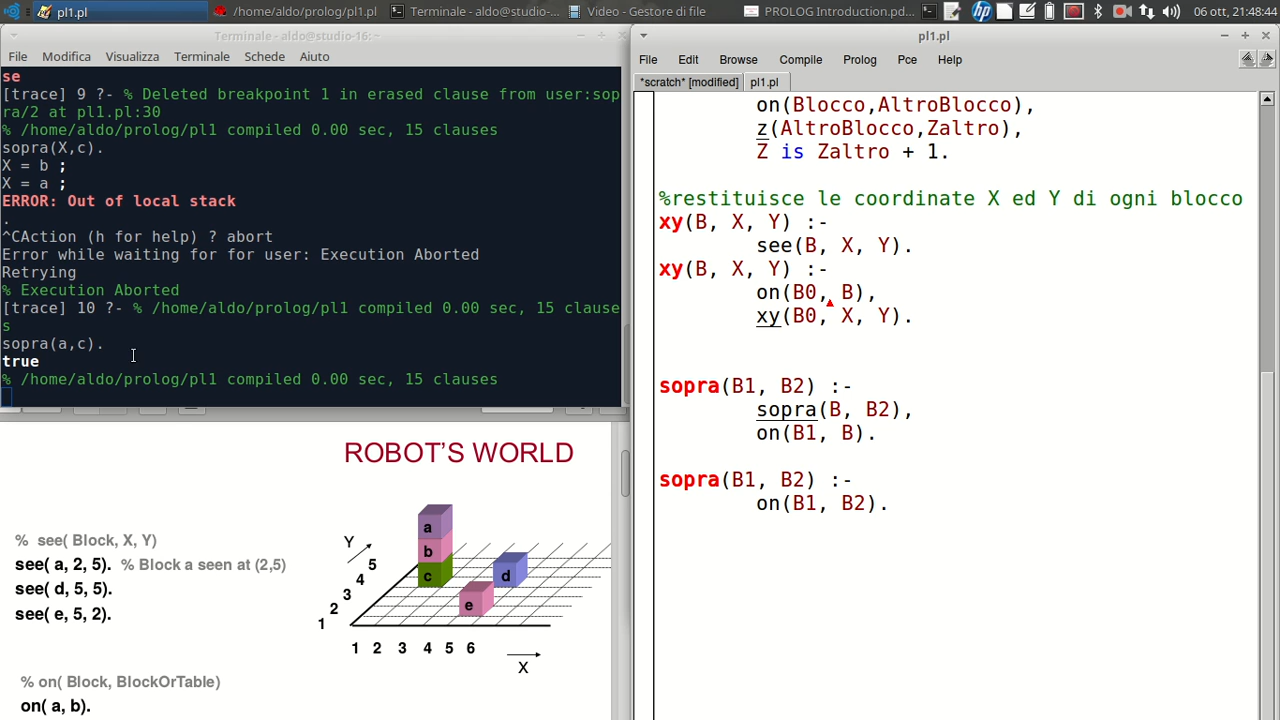 pl1.pl
/home/aldo/prolog/pl1.pl
Terminale - aldo@studio-...
Video - Gestore di file
PROLOG Introduction.pd...
06 ott, 21:48:44
Terminale - aldo@studio-16:~
File Modifica Visualizza Terminale Schede Aiuto
se
[trace] 9 ?- % Deleted breakpoint 1 in erased clause from user:sop
ra/2 at pl1.pl:30
% /home/aldo/prolog/pl1 compiled 0.00 sec, 15 clauses
sopra(X,c).
X = b ;
X = a ;
ERROR: Out of local stack
.
^CAction (h for help) ? abort
Error while waiting for for user: Execution Aborted
Retrying
% Execution Aborted
[trace] 10 ?- % /home/aldo/prolog/pl1 compiled 0.00 sec, 15 clause
s
sopra(a,c).
true
% /home/aldo/prolog/pl1 compiled 0.00 sec, 15 clauses
pl1.pl
File Edit Browse Compile Prolog Pce Help
*scratch* [modified] pl1.pl
on(Blocco,AltroBlocco),
z(AltroBlocco,Zaltro),
Z is Zaltro + 1.
%restituisce le coordinate X ed Y di ogni blocco
xy(B, X, Y) :-
see(B, X, Y).
xy(B, X, Y) :-
on(B0, B),
xy(B0, X, Y).
sopra(B1, B2) :-
sopra(B, B2),
on(B1, B).
sopra(B1, B2) :-
on(B1, B2).
ROBOT'S WORLD
% see( Block, X, Y)
see( a, 2, 5). % Block a seen at (2,5)
see( d, 5, 5).
see( e, 5, 2).
% on( Block, BlockOrTable)
on( a, b).
Y
5
4
3
2
1
a
b
c
d
e
1 2 3 4 5 6
X